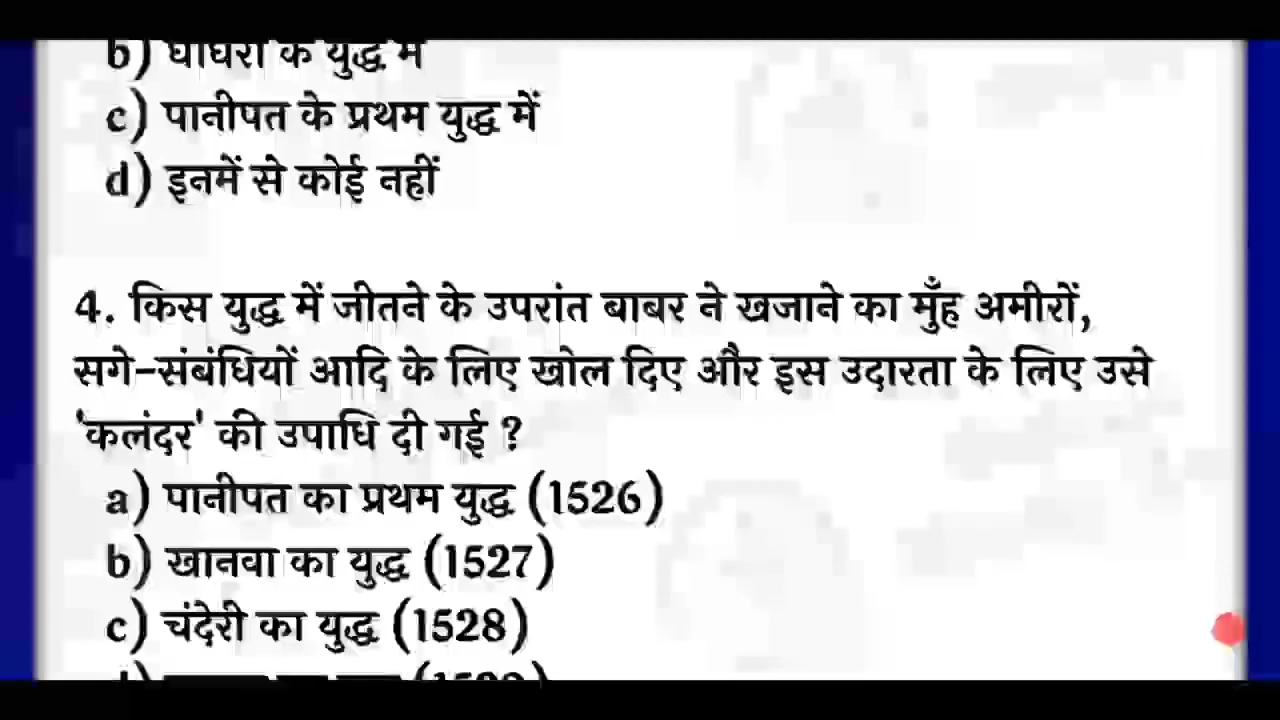 b) घाघरा के युद्ध में
c) पानीपत के प्रथम युद्ध में
d) इनमें से कोई नहीं
4. किस युद्ध में जीतने के उपरांत बाबर ने खजाने का मुँह अमीरों,
सगे-संबंधियों आदि के लिए खोल दिए और इस उदारता के लिए उसे
'कलंदर' की उपाधि दी गई ?
a) पानीपत का प्रथम युद्ध (1526)
b) खानवा का युद्ध (1527)
c) चंदेरी का युद्ध (1528)